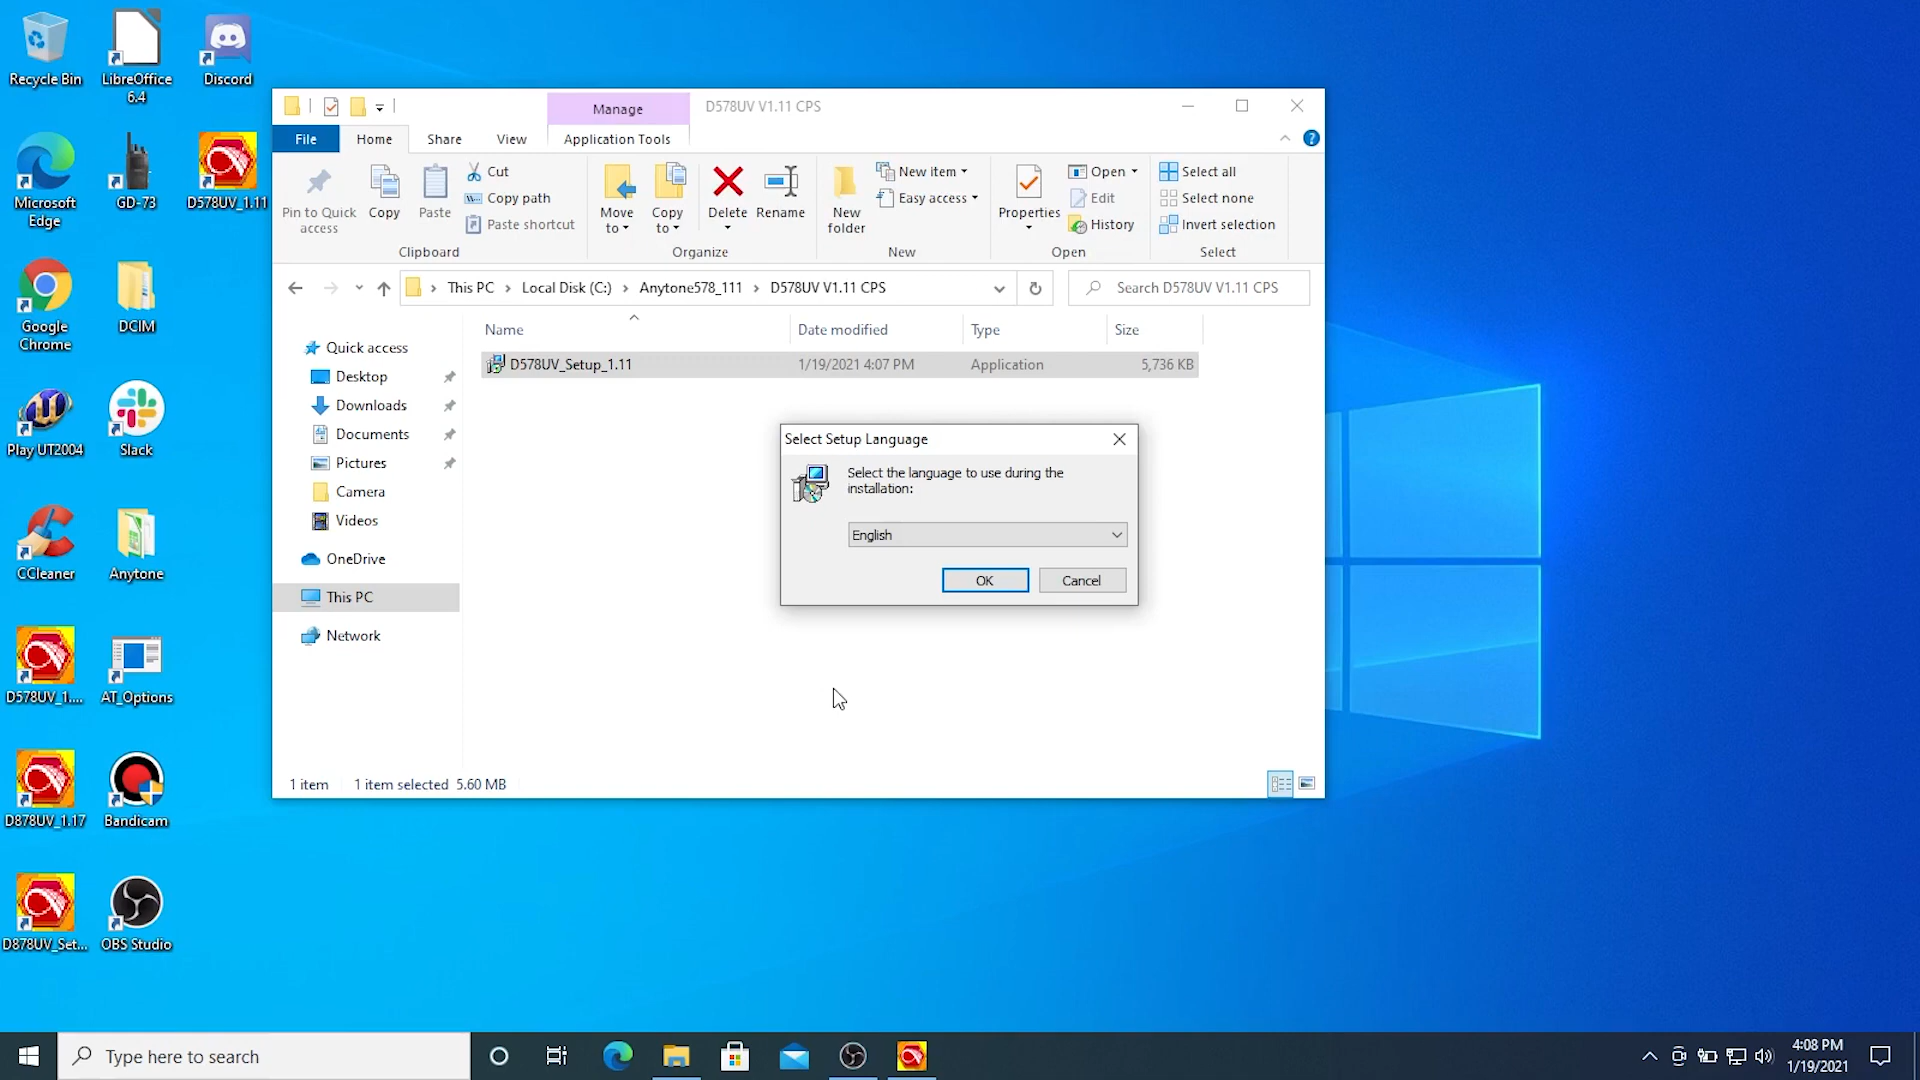 Recycle Bin
LibreOffice
6.4
Discord
Microsoft
Edge
GD-73
D578UV_1.11
Google
Chrome
DCIM
Play UT2004
Slack
CCleaner
Anytone
D578UV_1....
AT_Options
D878UV_1.17
Bandicam
D878UV_Set...
OBS Studio
Manage
D578UV V1.11 CPS
File
Home
Share
View
Application Tools
Pin to Quick
access
Copy
Paste
Cut
Copy path
Paste shortcut
Clipboard
Move
to
Copy
to
Delete
Rename
Organize
New
folder
New item
Easy access
New
Properties
Open
Edit
History
Open
Select all
Select none
Invert selection
Select
This PC
Local Disk (C:)
Anytone578_111
D578UV V1.11 CPS
Search D578UV V1.11 CPS
Quick access
Desktop
Downloads
Documents
Pictures
Camera
Videos
OneDrive
This PC
Network
Name
Date modified
Type
Size
D578UV_Setup_1.11
1/19/2021 4:07 PM
Application
5,736 KB
Select Setup Language
Select the language to use during the
installation:
English
OK
Cancel
1 item
1 item selected 5.60 MB
Type here to search
4:08 PM
1/19/2021